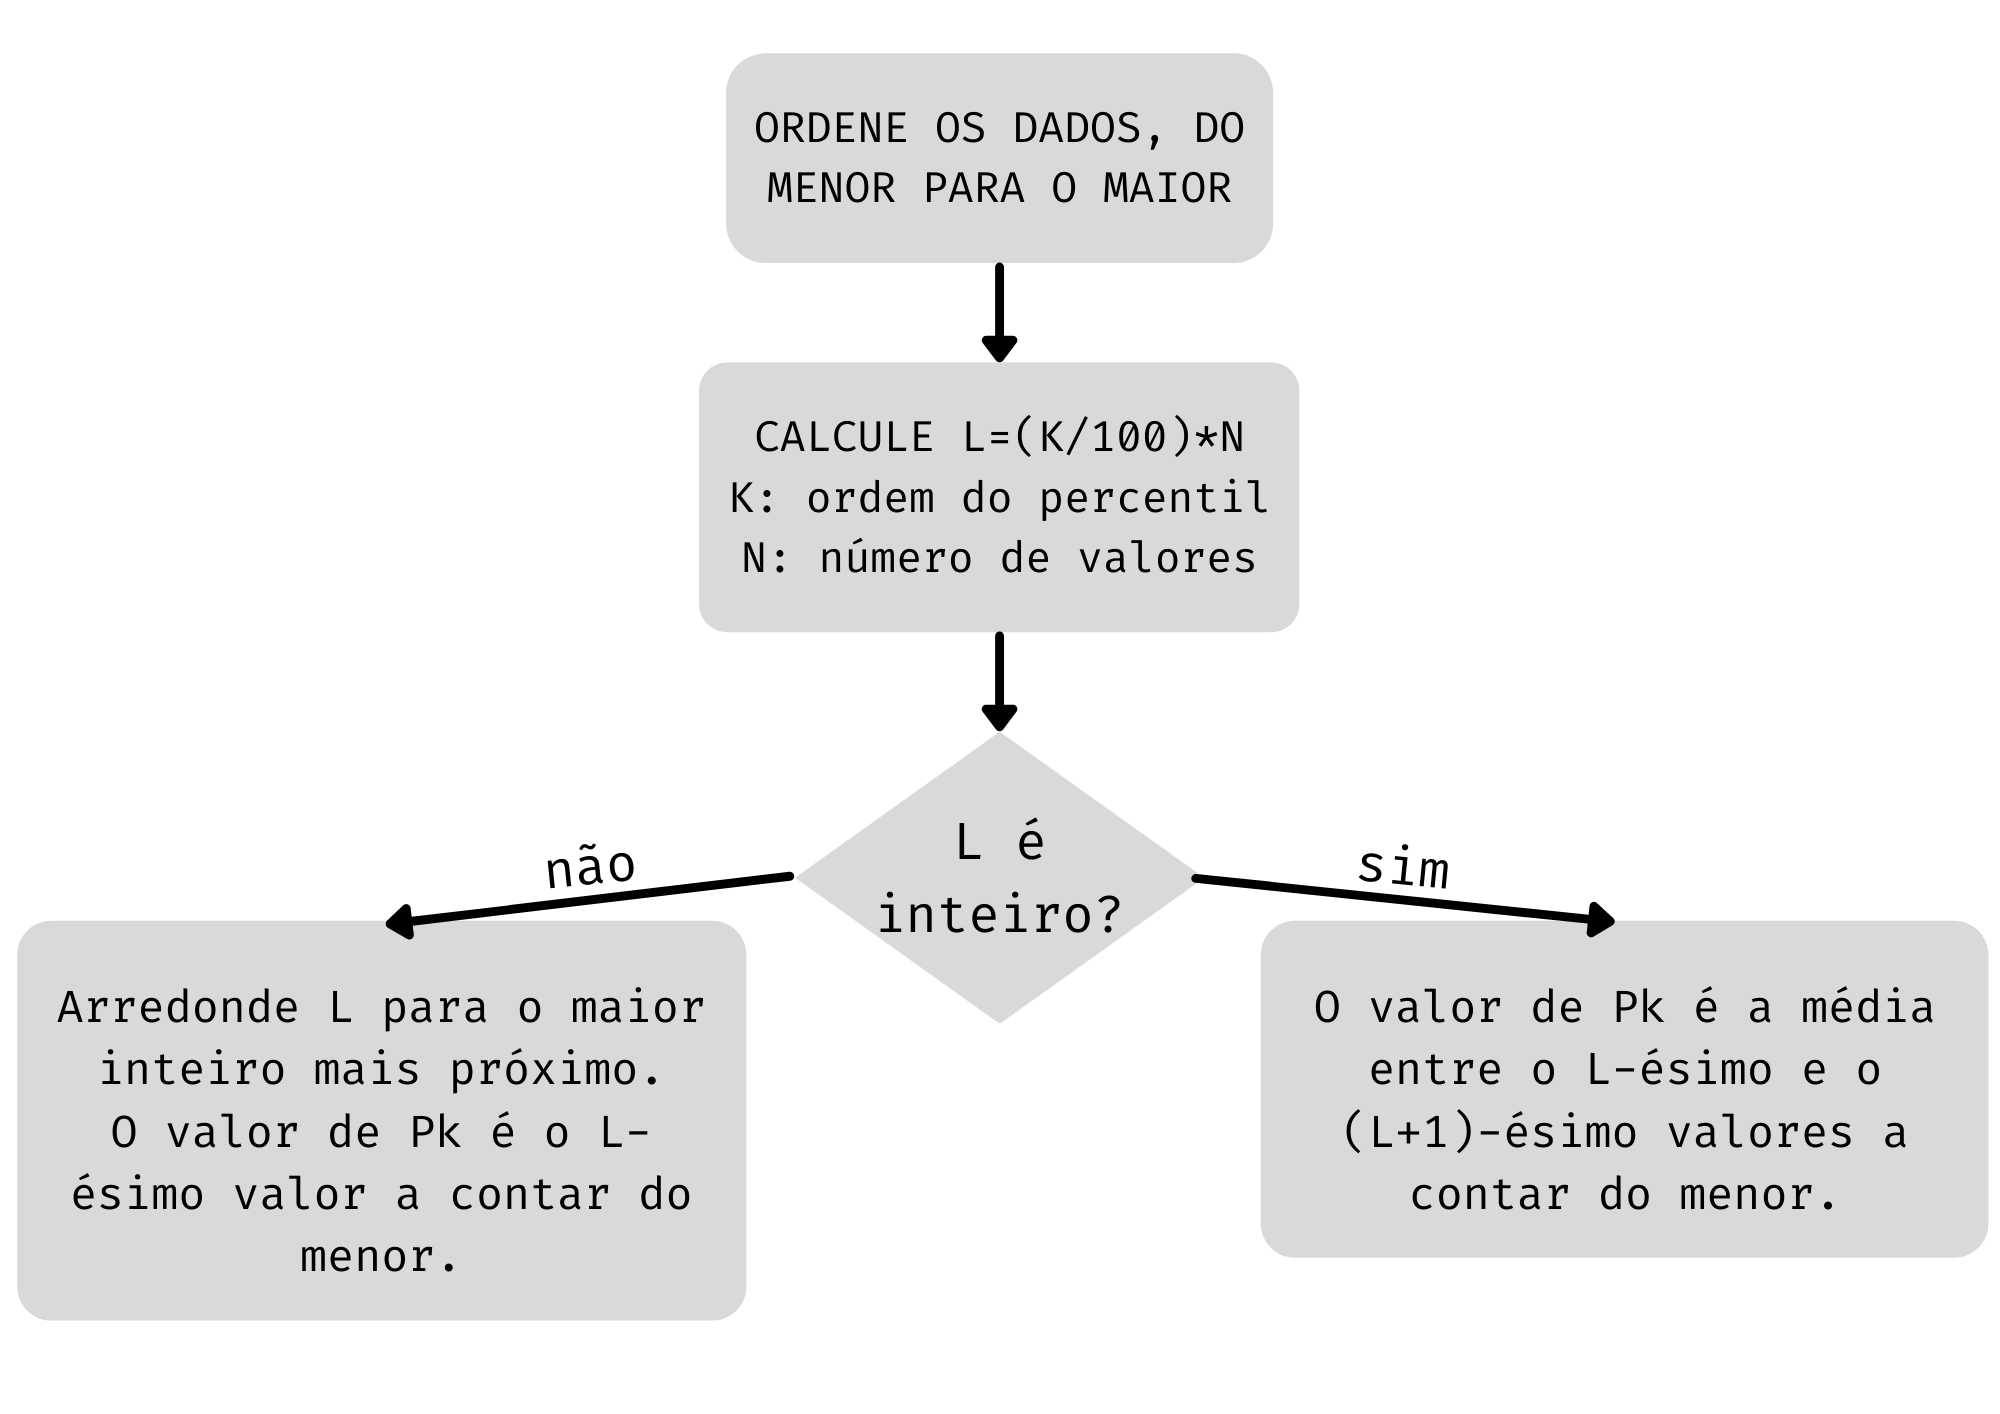 ORDENE OS DADOS, DO
MENOR PARA O MAIOR
CALCULE L=(K/100)*N
K: ordem do percentil
N: número de valores
L é
inteiro?
não
sim
Arredonde L para o maior
inteiro mais próximo.
O valor de Pk é o L-
ésimo valor a contar do
menor.
O valor de Pk é a média
entre o L-ésimo e o
(L+1)-ésimo valores a
contar do menor.